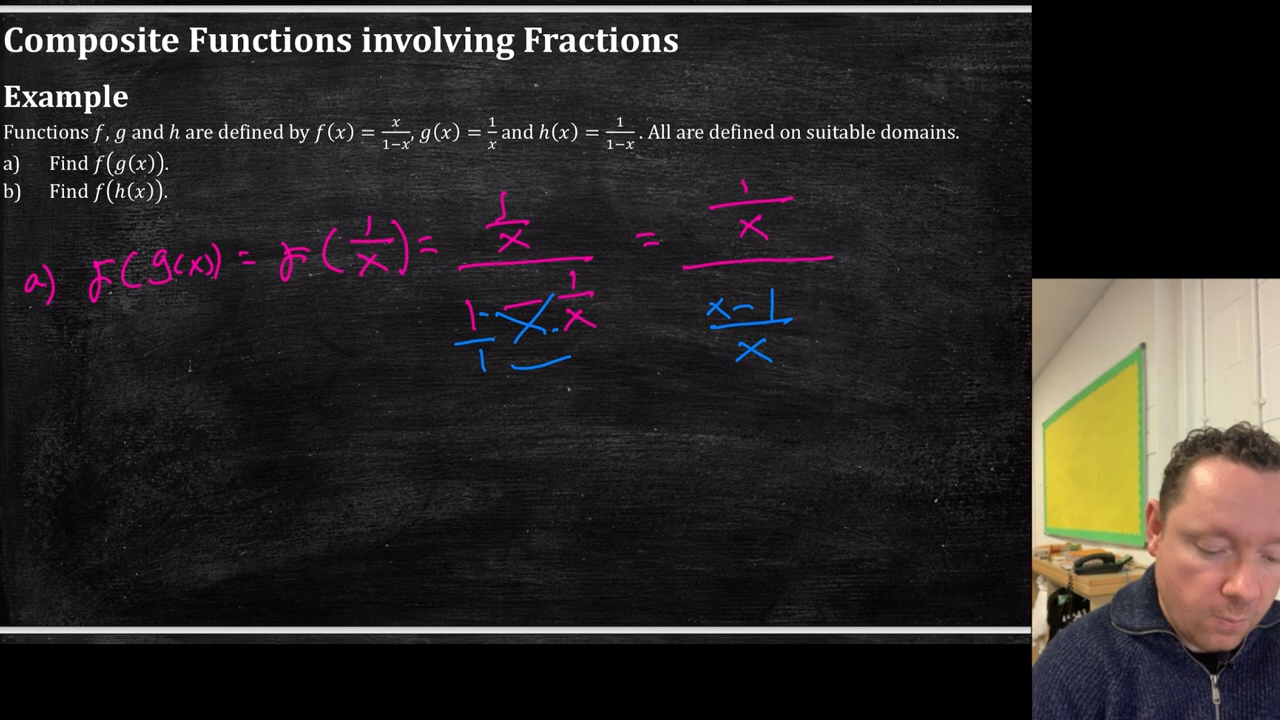 Composite Functions involving Fractions
Example
Functions f, g and h are defined by f(x) = x/(1−x), g(x) = 1/x and h(x) = 1/(1−x). All are defined on suitable domains.
a) Find f(g(x)).
b) Find f(h(x)).
a) f(g(x)) = f(1/x) = (1/x)/(1/1 − 1/x) = (1/x)/((x−1)/x)